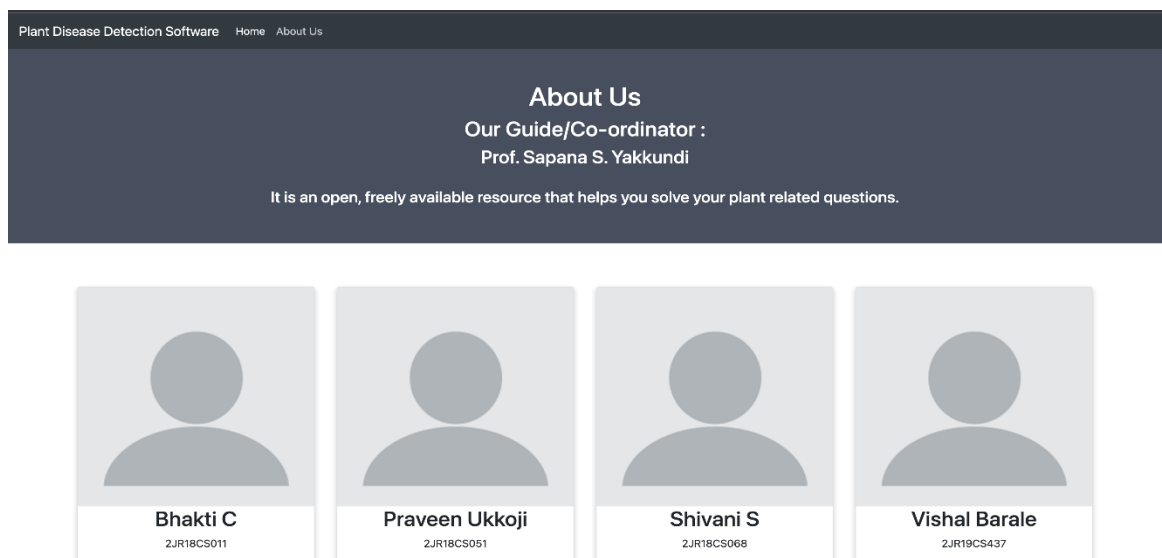 Plant Disease Detection Software Home About Us
About Us
Our Guide/Co-ordinator :
Prof. Sapana S. Yakkundi
It is an open, freely available resource that helps you solve your plant related questions.
Bhakti C
2JR18CS011
Praveen Ukkoji
2JR18CS051
Shivani S
2JR18CS068
Vishal Barale
2JR19CS437